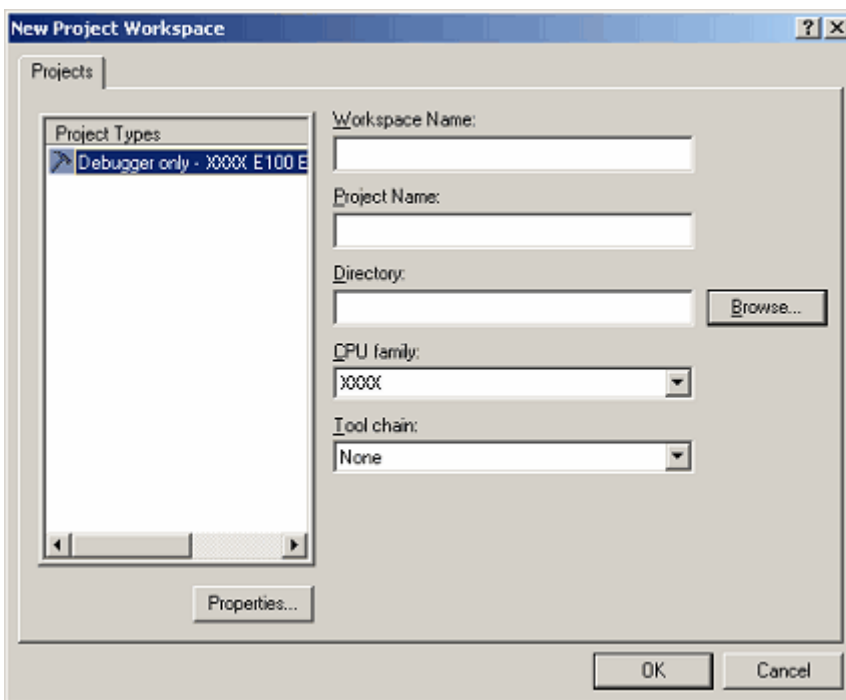 New Project Workspace
Projects
Project Types
Debugger only - XXXX E100 E
Workspace Name:
Project Name:
Directory:
Browse...
CPU family:
XXXX
Tool chain:
None
Properties...
OK
Cancel